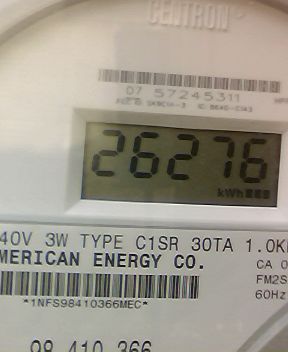 CENTRON
07 57245311
26276
kWh
40V 3W TYPE C1SR 30TA 1.0K
MERICAN ENERGY CO.
CA 0
FM2S
60Hz
*1NFS98410366MEC*
98 410 366